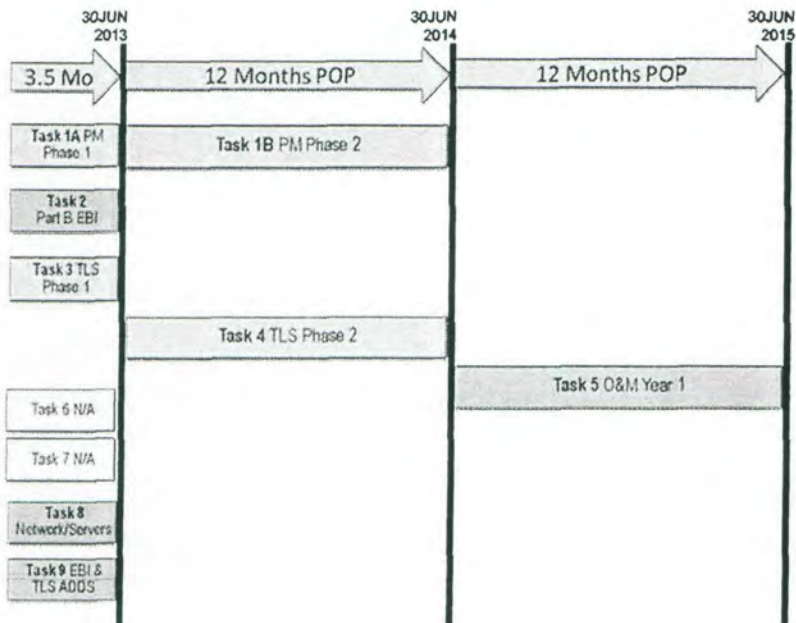 30JUN
2013
30JUN
2014
30JUN
2015
3.5 Mo
12 Months POP
12 Months POP
Task 1A PM
Phase 1
Task 1B PM Phase 2
Task 2
Part B EBI
Task 3 TLS
Phase 1
Task 4 TLS Phase 2
Task 5 O&M Year 1
Task 6 N/A
Task 7 N/A
Task 8
Network/Servers
Task 9 EBI &
TLS ADDS